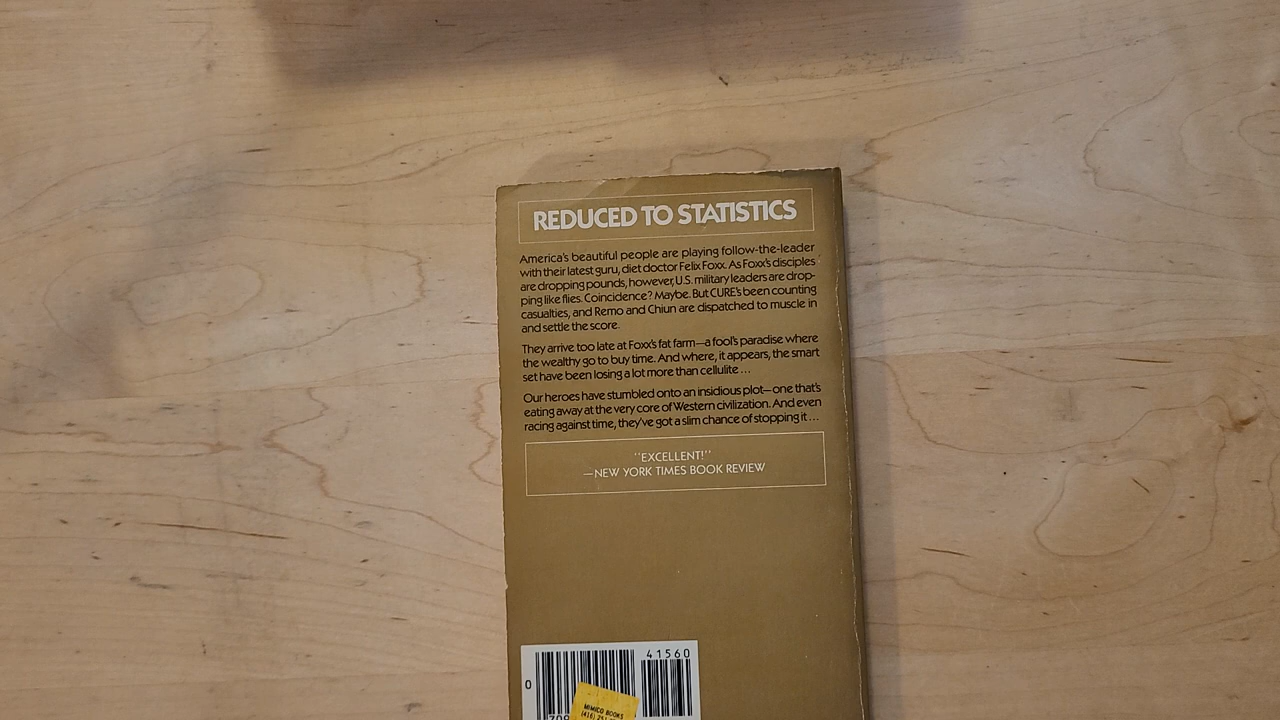 REDUCED TO STATISTICS
America's beautiful people are playing follow-the-leader
with their latest guru, diet doctor Felix Foxx. As Foxx's disciples
are dropping pounds, however, U.S. military leaders are drop-
ping like flies. Coincidence? Maybe. But CURE's been counting
casualties, and Remo and Chiun are dispatched to muscle in
and settle the score.
They arrive too late at Foxx's fat farm—a fool's paradise where
the wealthy go to buy time. And where, it appears, the smart
set have been losing a lot more than cellulite...
Our heroes have stumbled onto an insidious plot—one that's
eating away at the very core of Western civilization. And even
racing against time, they've got a slim chance of stopping it...
"EXCELLENT!"
—NEW YORK TIMES BOOK REVIEW
41560
0
MIMICO BOOKS
(416)